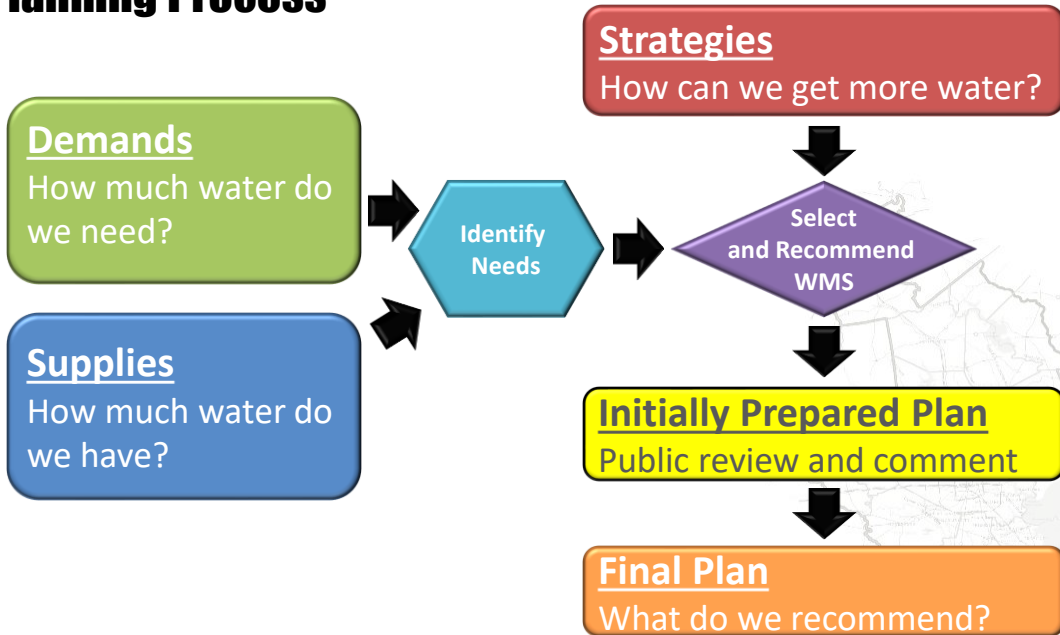 Strategies
How can we get more water?
Demands
How much water do
we need?
Identify
Needs
Select
and Recommend
WMS
Supplies
How much water do
we have?
Initially Prepared Plan
Public review and comment
Final Plan
What do we recommend?